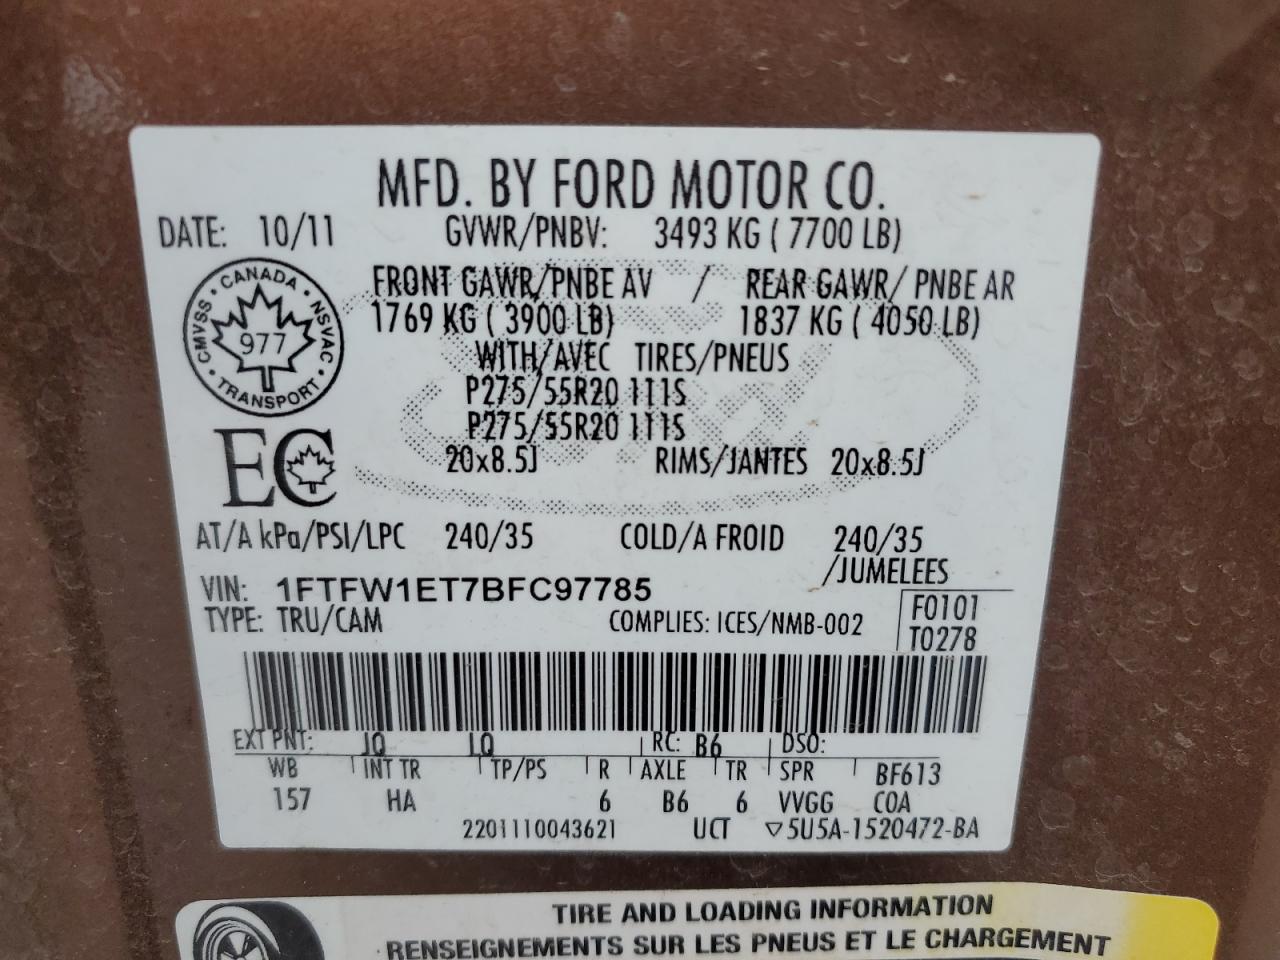 MFD. BY FORD MOTOR CO.
DATE: 10/11 GVWR/PNBV: 3493 KG ( 7700 LB)
FRONT GAWR/PNBE AV / REAR GAWR/ PNBE AR
1769 KG ( 3900 LB) 1837 KG ( 4050 LB)
CANADA
CMVSS • NSVAC
977
TRANSPORT
WITH/AVEC TIRES/PNEUS
P275/55R20 111S
P275/55R20 111S
EC
20x8.5J RIMS/JANTES 20x8.5J
AT/A kPa/PSI/LPC 240/35 COLD/A FROID 240/35
/JUMELEES
VIN: 1FTFW1ET7BFC97785
TYPE: TRU/CAM COMPLIES: ICES/NMB-002
F0101
T0278
EXT PNT: JQ LQ RC: B6 DSO:
WB INT TR TP/PS R AXLE TR SPR BF613
157 HA 6 B6 6 VVGG COA
2201110043621 UCT ▽5U5A-1520472-BA
TIRE AND LOADING INFORMATION
RENSEIGNEMENTS SUR LES PNEUS ET LE CHARGEMENT